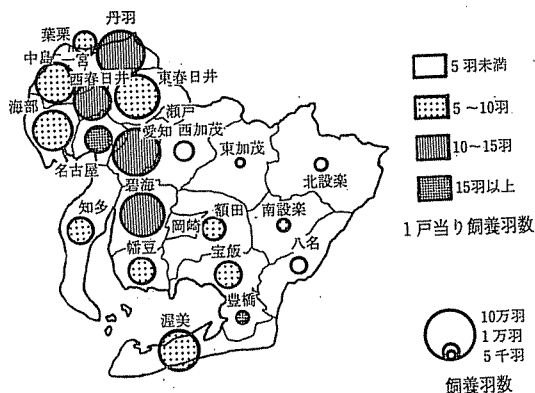 丹羽
葉栗
中島 一宮
西春日井 東春日井
海部
瀬戸
愛知 西加茂
名古屋
東加茂
北設楽
碧海
知多
岡崎
額田
南設楽
幡豆
宝飯
八名
豊橋
渥美
5羽未満
5〜10羽
10〜15羽
15羽以上
1戸当り飼養羽数
10万羽
1万羽
5千羽
飼養羽数